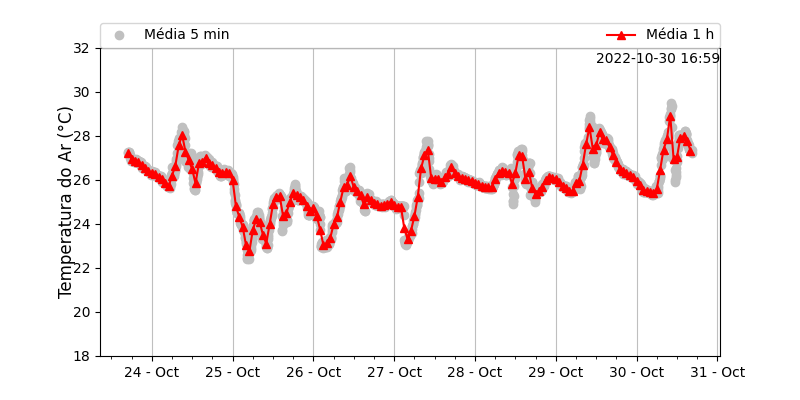 Média 5 min
Média 1 h
2022-10-30 16:59
Temperatura do Ar (°C)
32
30
28
26
24
22
20
18
24 - Oct
25 - Oct
26 - Oct
27 - Oct
28 - Oct
29 - Oct
30 - Oct
31 - Oct